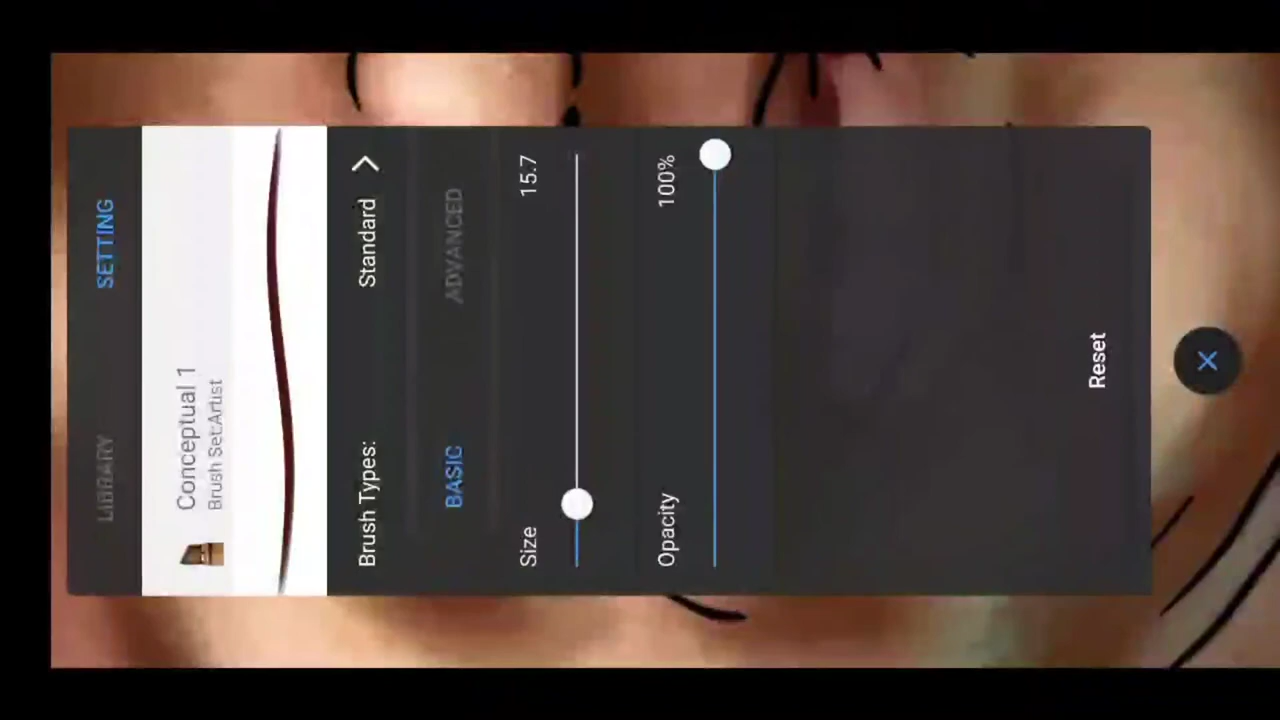 LIBRARY SETTING
Conceptual 1
Brush Set:Artist
Brush Types: Standard
BASIC ADVANCED
Size 15.7
Opacity 100%
Reset